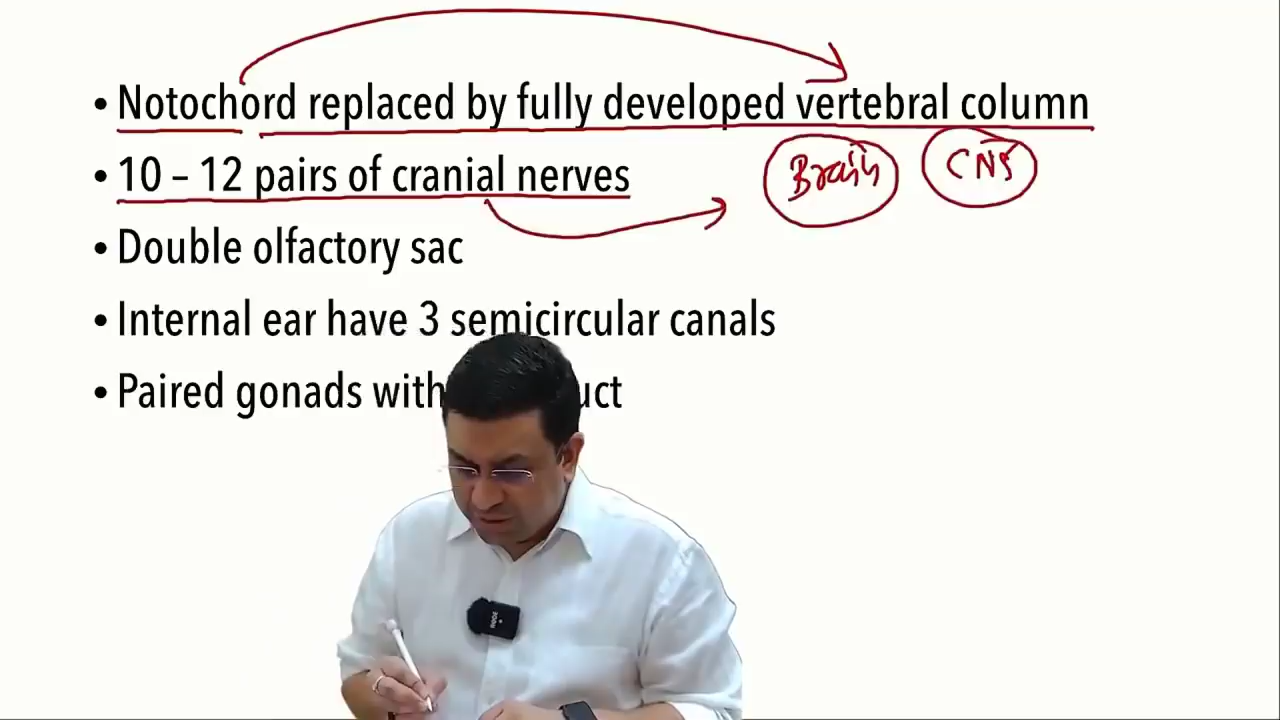 • Notochord replaced by fully developed vertebral column
• 10 – 12 pairs of cranial nerves
Brain CNS
• Double olfactory sac
• Internal ear have 3 semicircular canals
• Paired gonads with uct
RODE